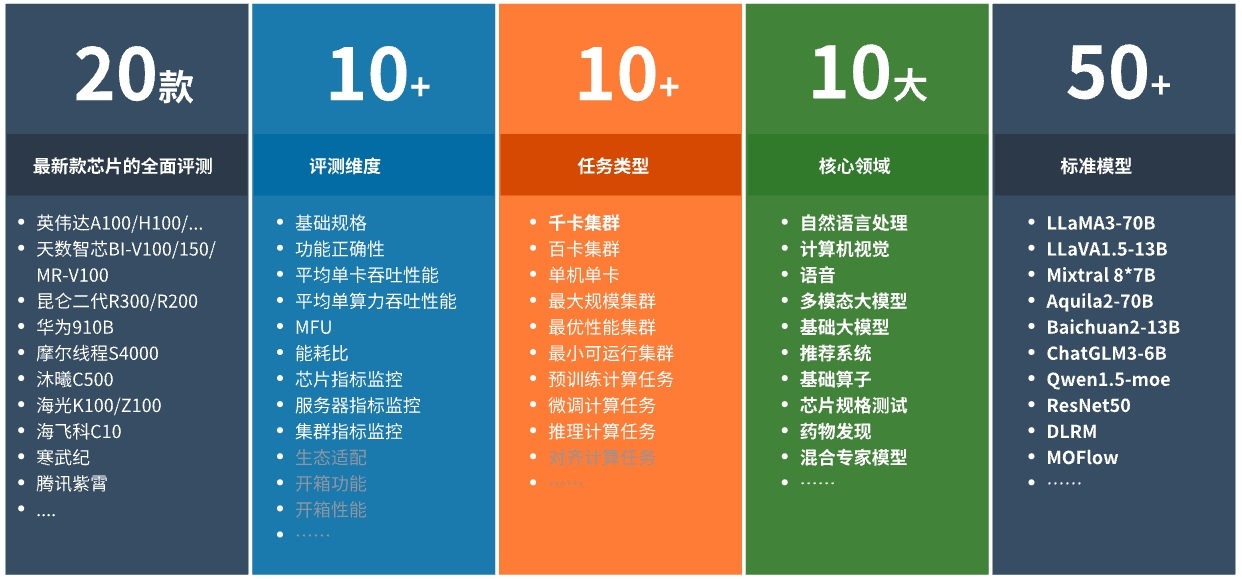 20款
最新款芯片的全面评测
• 英伟达A100/H100/...
• 天数智芯BI-V100/150/
MR-V100
• 昆仑二代R300/R200
• 华为910B
• 摩尔线程S4000
• 沐曦C500
• 海光K100/Z100
• 海飞科C10
• 寒武纪
• 腾讯紫霄
• ....
10+
评测维度
• 基础规格
• 功能正确性
• 平均单卡吞吐性能
• 平均单算力吞吐性能
• MFU
• 能耗比
• 芯片指标监控
• 服务器指标监控
• 集群指标监控
• 生态适配
• 开箱功能
• 开箱性能
• ······
10+
任务类型
• 千卡集群
• 百卡集群
• 单机单卡
• 最大规模集群
• 最优性能集群
• 最小可运行集群
• 预训练计算任务
• 微调计算任务
• 推理计算任务
• 对齐计算任务
• ······
10大
核心领域
• 自然语言处理
• 计算机视觉
• 语音
• 多模态大模型
• 基础大模型
• 推荐系统
• 基础算子
• 芯片规格测试
• 药物发现
• 混合专家模型
• ······
50+
标准模型
• LLaMA3-70B
• LLaVA1.5-13B
• Mixtral 8*7B
• Aquila2-70B
• Baichuan2-13B
• ChatGLM3-6B
• Qwen1.5-moe
• ResNet50
• DLRM
• MOFlow
• ······